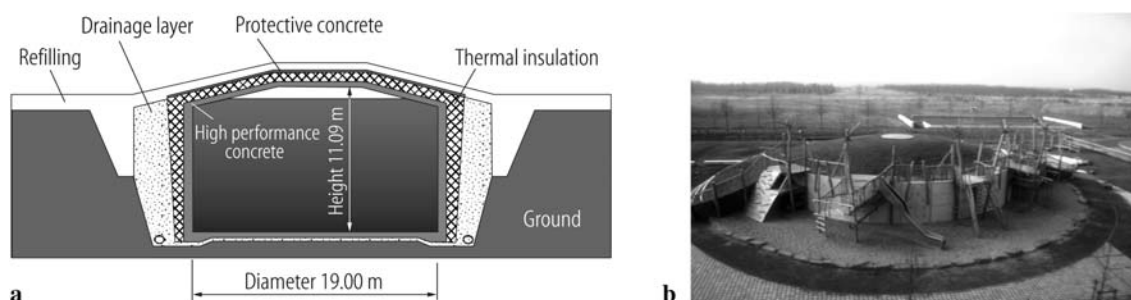 Drainage layer
Protective concrete
Refilling
Thermal insulation
High performance
concrete
Height 11.09 m
Ground
Diameter 19.00 m
a
b